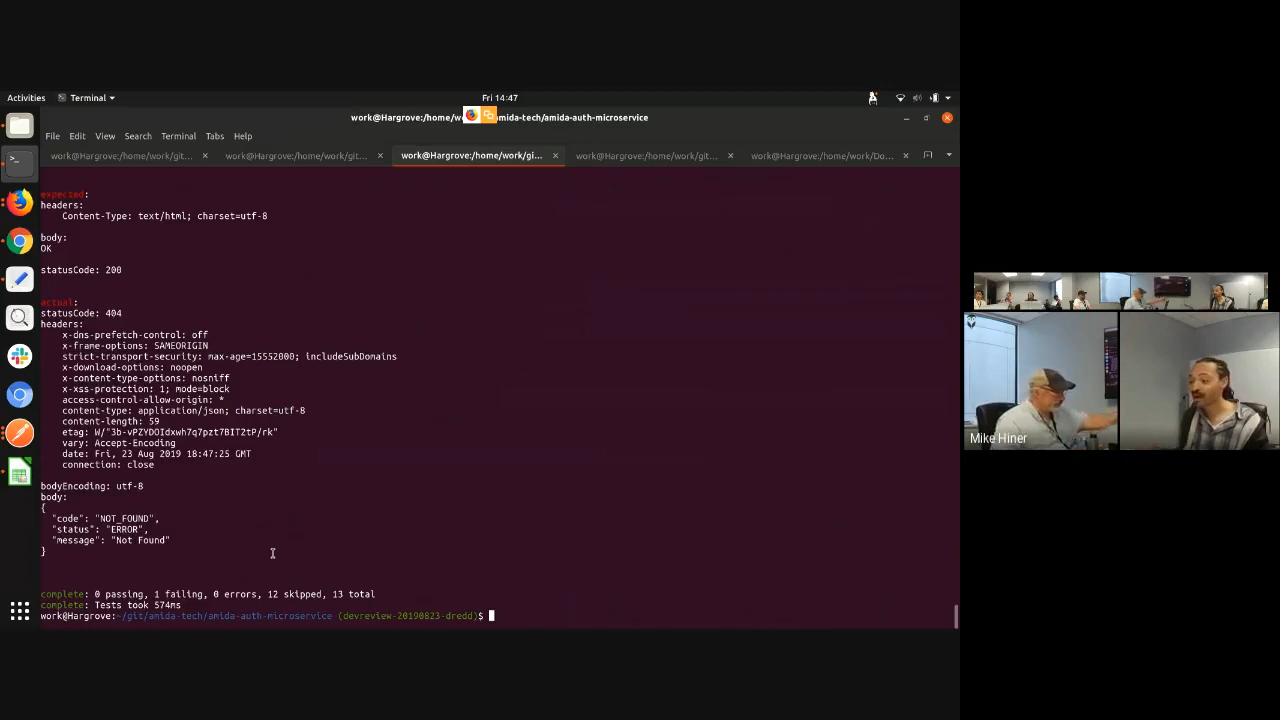 Activities Terminal Fri 14:47
work@Hargrove:/home/w amida-tech/amida-auth-microservice
File Edit View Search Terminal Tabs Help
work@Hargrove:/home/work/git... work@Hargrove:/home/work/git... work@Hargrove:/home/work/gi... work@Hargrove:/home/work/git... work@Hargrove:/home/work/Do...
expected:
headers:
Content-Type: text/html; charset=utf-8
body:
OK
statusCode: 200
actual:
statusCode: 404
headers:
x-dns-prefetch-control: off
x-frame-options: SAMEORIGIN
strict-transport-security: max-age=15552000; includeSubDomains
x-download-options: noopen
x-content-type-options: nosniff
x-xss-protection: 1; mode=block
access-control-allow-origin: *
content-type: application/json; charset=utf-8
content-length: 59
etag: W/"3b-vPZYDOIdxwh7q7pzt7BIT2tP/rk"
vary: Accept-Encoding
date: Fri, 23 Aug 2019 18:47:25 GMT
connection: close
bodyEncoding: utf-8
body:
{
"code": "NOT_FOUND",
"status": "ERROR",
"message": "Not Found"
}
complete: 0 passing, 1 failing, 0 errors, 12 skipped, 13 total
complete: Tests took 574ms
work@Hargrove:~/git/amida-tech/amida-auth-microservice (devreview-20190823-dredd)$
Mike Hiner